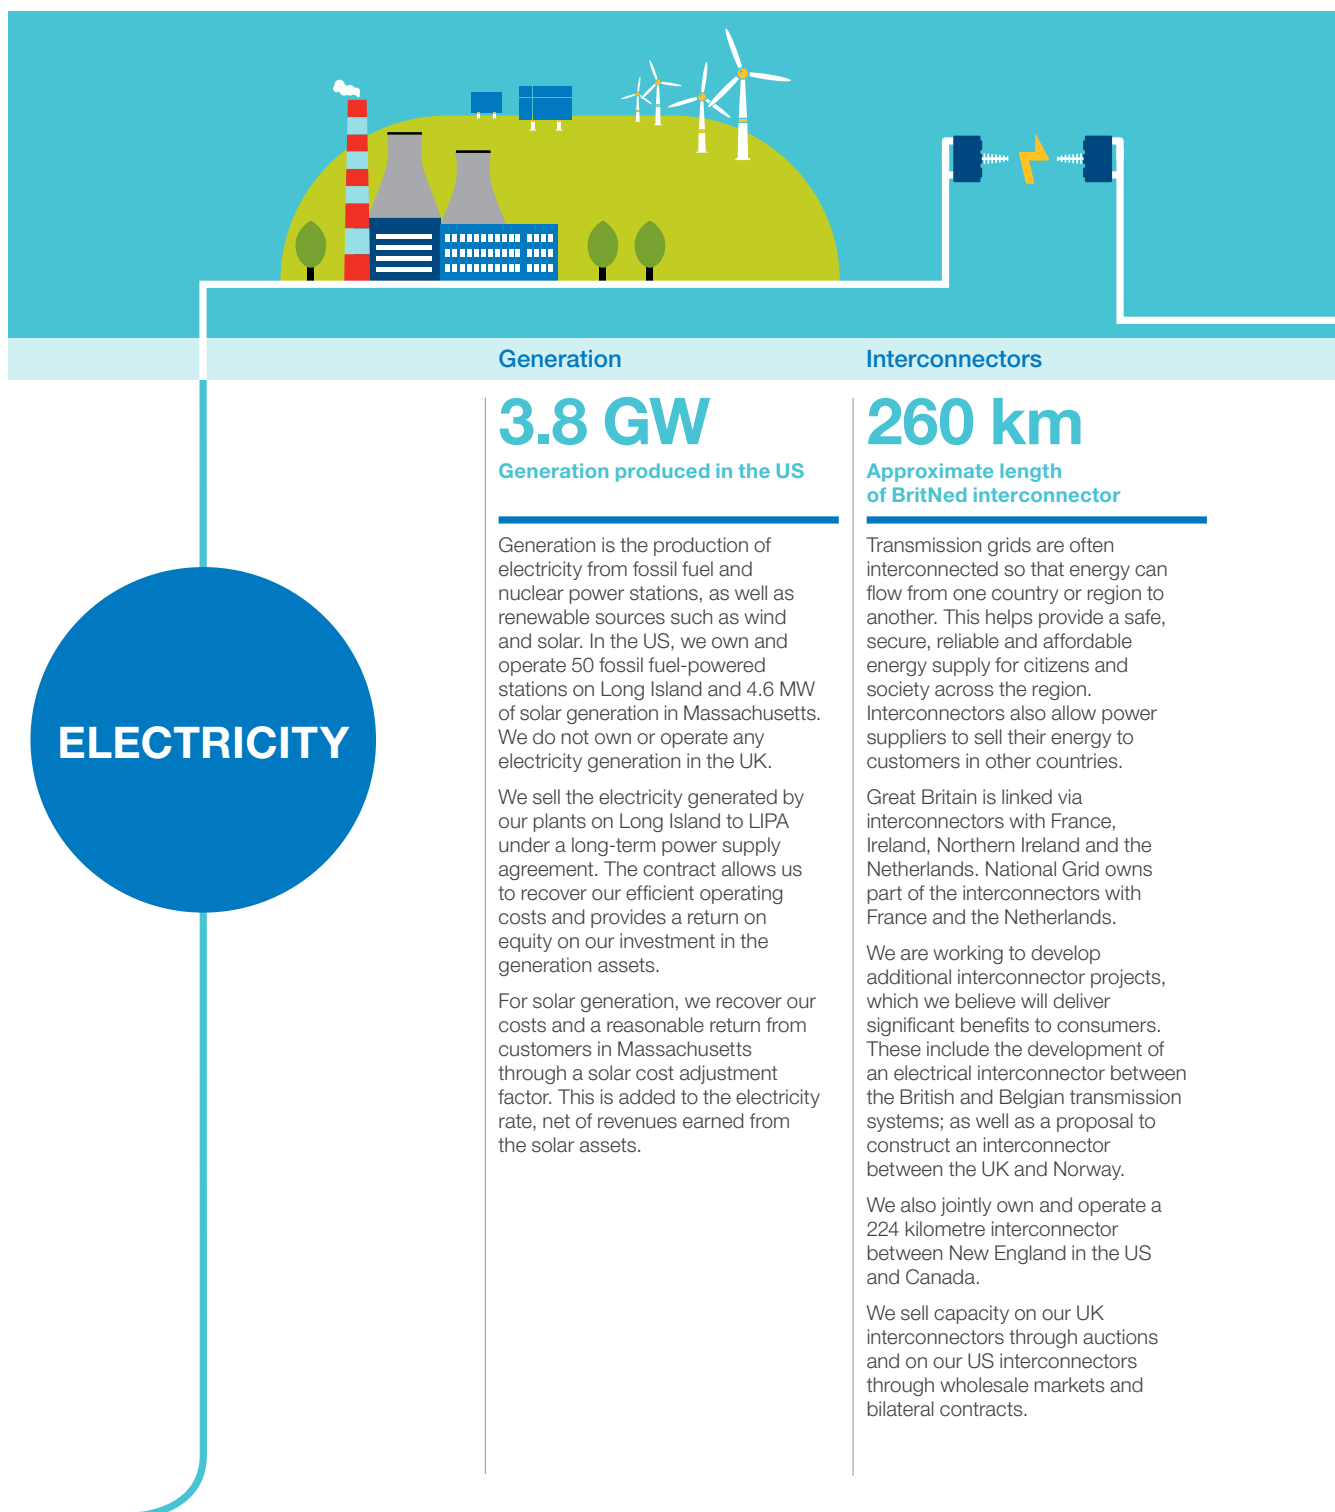 ELECTRICITY
Generation
3.8 GW
Generation produced in the US
Generation is the production of
electricity from fossil fuel and
nuclear power stations, as well as
renewable sources such as wind
and solar. In the US, we own and
operate 50 fossil fuel-powered
stations on Long Island and 4.6 MW
of solar generation in Massachusetts.
We do not own or operate any
electricity generation in the UK.
We sell the electricity generated by
our plants on Long Island to LIPA
under a long-term power supply
agreement. The contract allows us
to recover our efficient operating
costs and provides a return on
equity on our investment in the
generation assets.
For solar generation, we recover our
costs and a reasonable return from
customers in Massachusetts
through a solar cost adjustment
factor. This is added to the electricity
rate, net of revenues earned from
the solar assets.
Interconnectors
260 km
Approximate length
of BritNed interconnector
Transmission grids are often
interconnected so that energy can
flow from one country or region to
another. This helps provide a safe,
secure, reliable and affordable
energy supply for citizens and
society across the region.
Interconnectors also allow power
suppliers to sell their energy to
customers in other countries.
Great Britain is linked via
interconnectors with France,
Ireland, Northern Ireland and the
Netherlands. National Grid owns
part of the interconnectors with
France and the Netherlands.
We are working to develop
additional interconnector projects,
which we believe will deliver
significant benefits to consumers.
These include the development of
an electrical interconnector between
the British and Belgian transmission
systems; as well as a proposal to
construct an interconnector
between the UK and Norway.
We also jointly own and operate a
224 kilometre interconnector
between New England in the US
and Canada.
We sell capacity on our UK
interconnectors through auctions
and on our US interconnectors
through wholesale markets and
bilateral contracts.